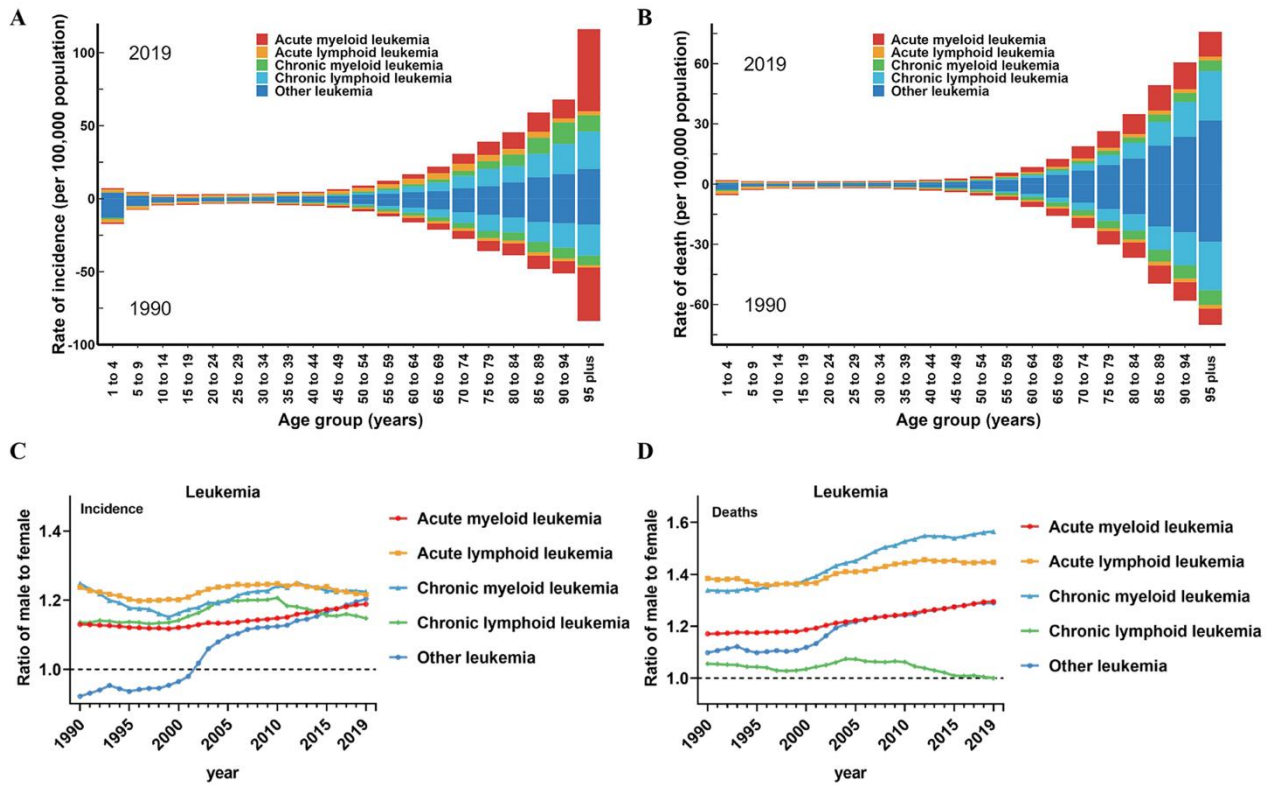 A
2019
Acute myeloid leukemia
Acute lymphoid leukemia
Chronic myeloid leukemia
Chronic lymphoid leukemia
Other leukemia
Rate of incidence (per 100,000 population)
100
50
0
-50
-100
1990
1 to 4
5 to 9
10 to 14
15 to 19
20 to 24
25 to 29
30 to 34
35 to 39
40 to 44
45 to 49
50 to 54
55 to 59
60 to 64
65 to 69
70 to 74
75 to 79
80 to 84
85 to 89
90 to 94
95 plus
Age group (years)
B
2019
Acute myeloid leukemia
Acute lymphoid leukemia
Chronic myeloid leukemia
Chronic lymphoid leukemia
Other leukemia
Rate of death (per 100,000 population)
60
30
0
-30
-60
1990
1 to 4
5 to 9
10 to 14
15 to 19
20 to 24
25 to 29
30 to 34
35 to 39
40 to 44
45 to 49
50 to 54
55 to 59
60 to 64
65 to 69
70 to 74
75 to 79
80 to 84
85 to 89
90 to 94
95 plus
Age group (years)
C
Leukemia
Incidence
Ratio of male to female
1.4
1.2
1.0
1990
1995
2000
2005
2010
2015
2019
year
Acute myeloid leukemia
Acute lymphoid leukemia
Chronic myeloid leukemia
Chronic lymphoid leukemia
Other leukemia
D
Leukemia
Deaths
Ratio of male to female
1.6
1.4
1.2
1.0
1990
1995
2000
2005
2010
2015
2019
year
Acute myeloid leukemia
Acute lymphoid leukemia
Chronic myeloid leukemia
Chronic lymphoid leukemia
Other leukemia